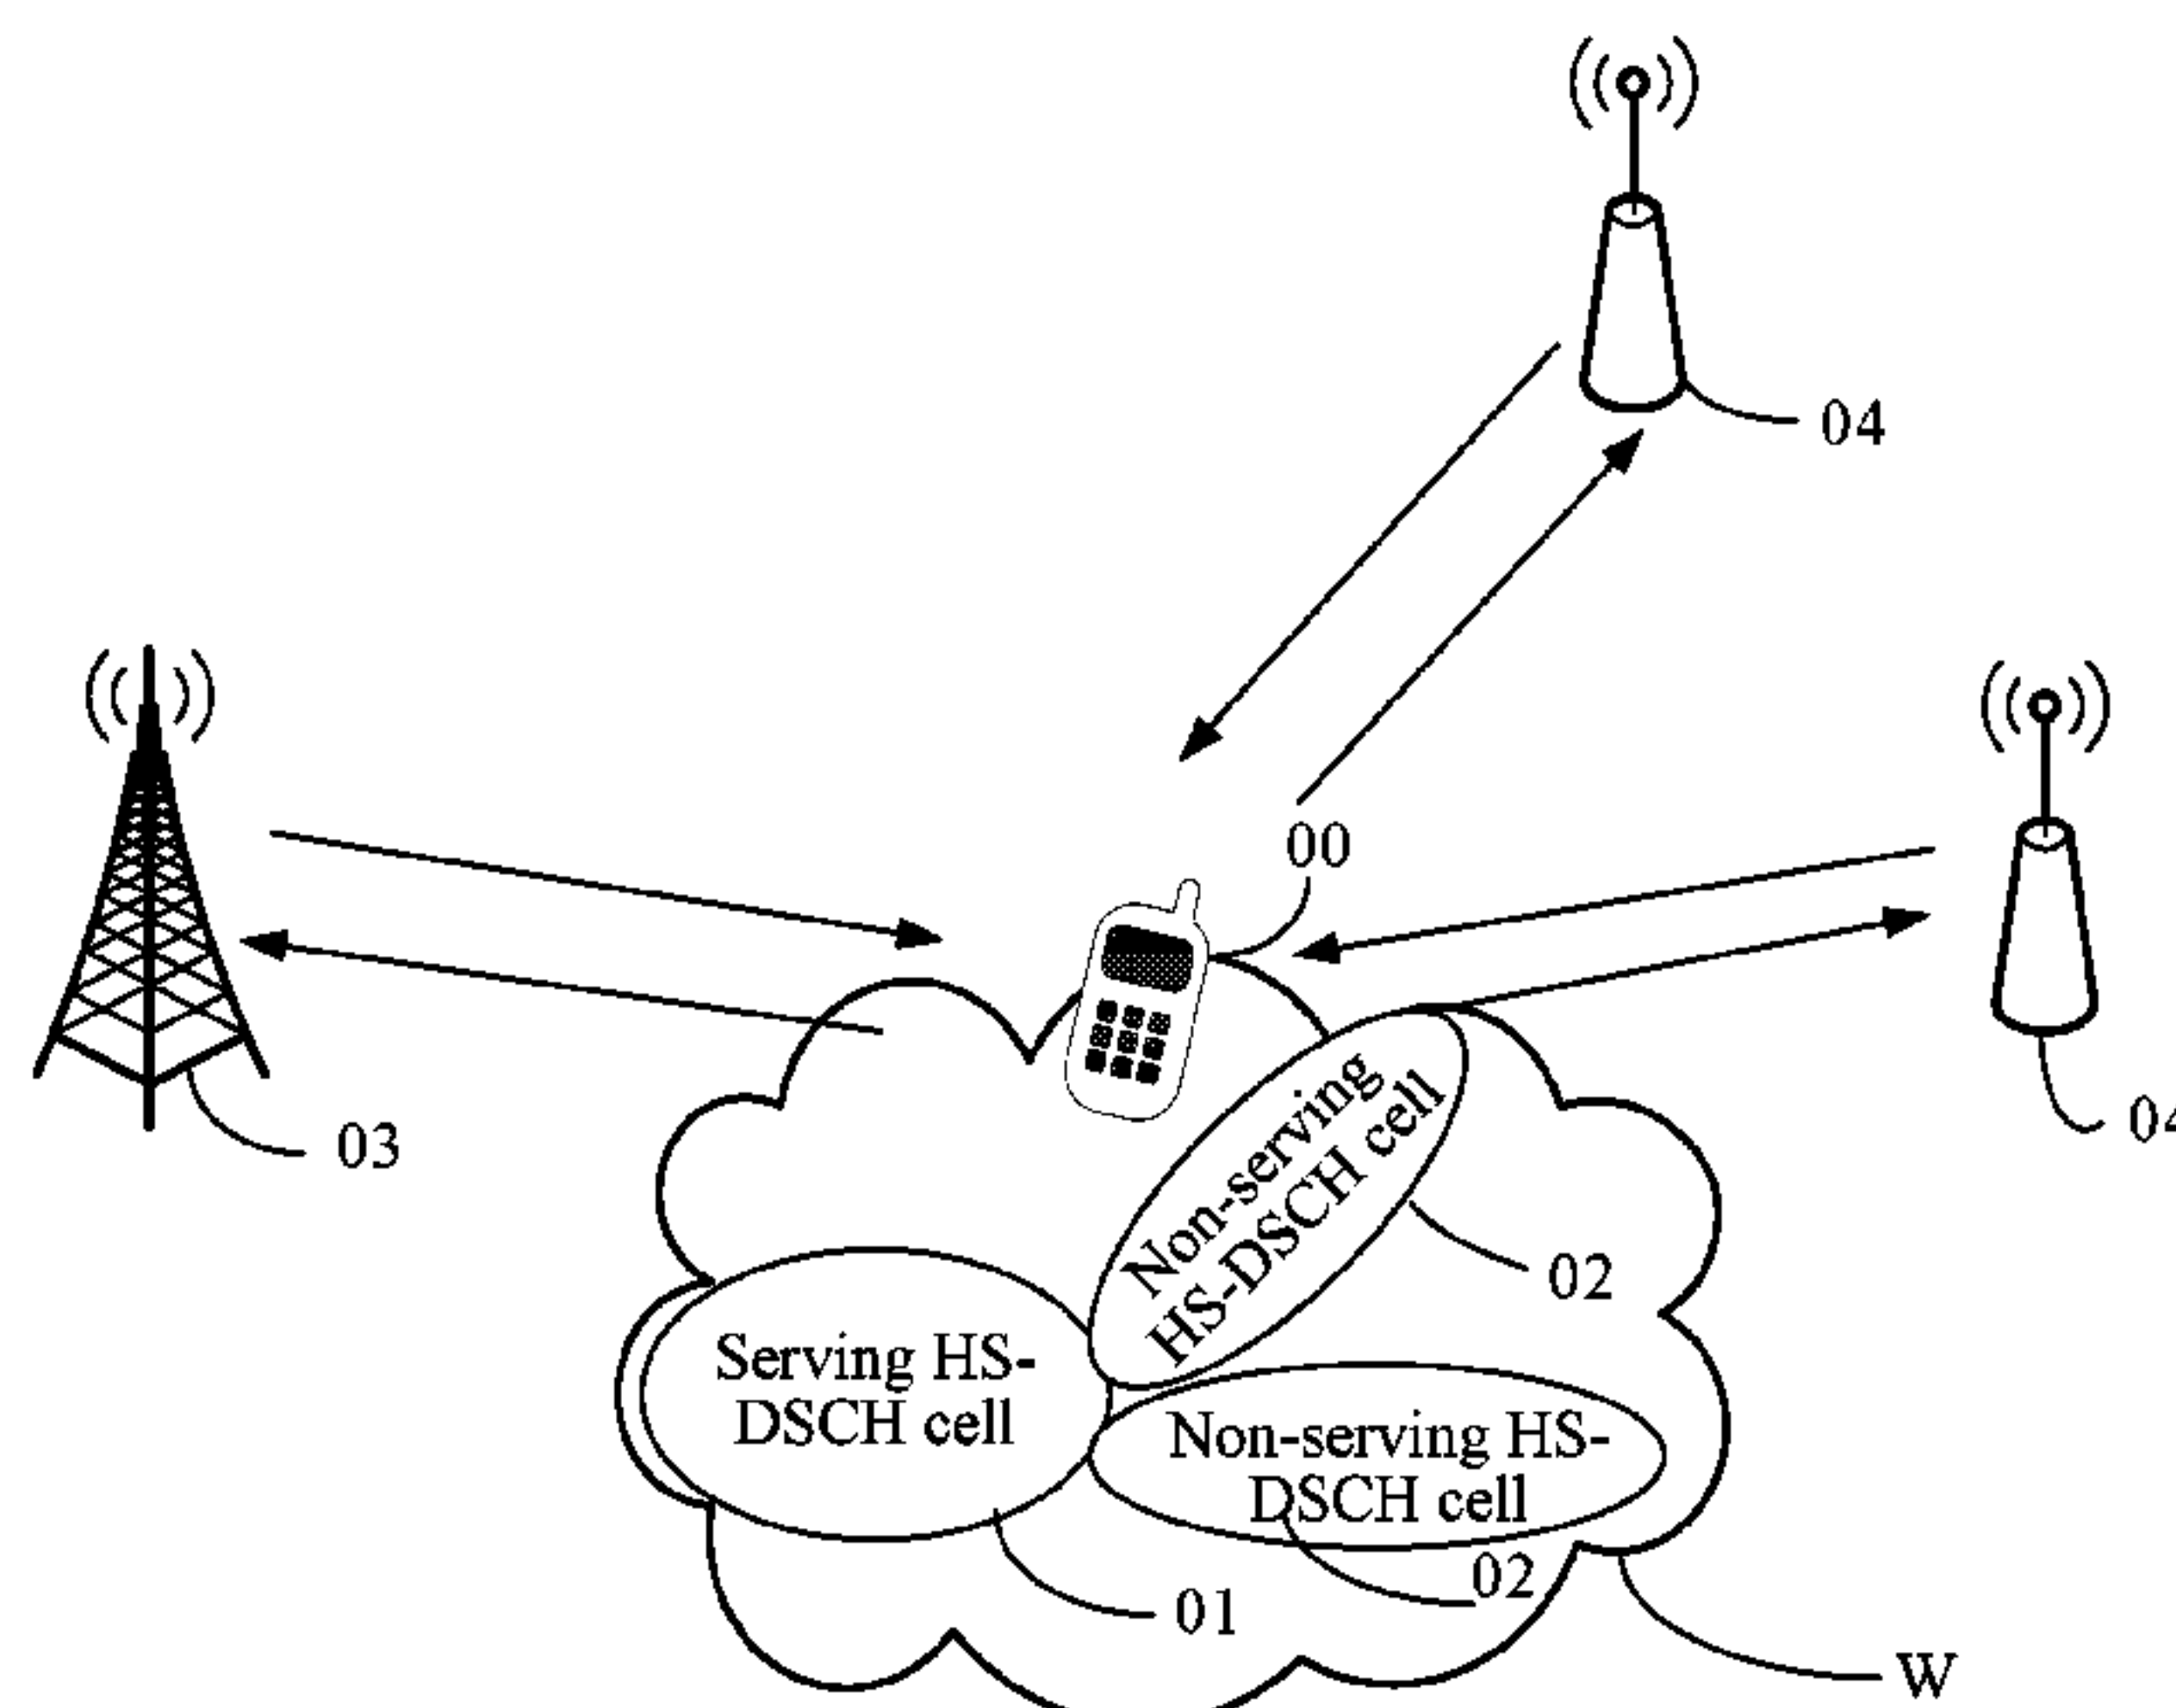 04
00
04
03
Non-serving
HS-DSCH cell
02
Serving HS-
DSCH cell
Non-serving HS-
DSCH cell
02
01
W